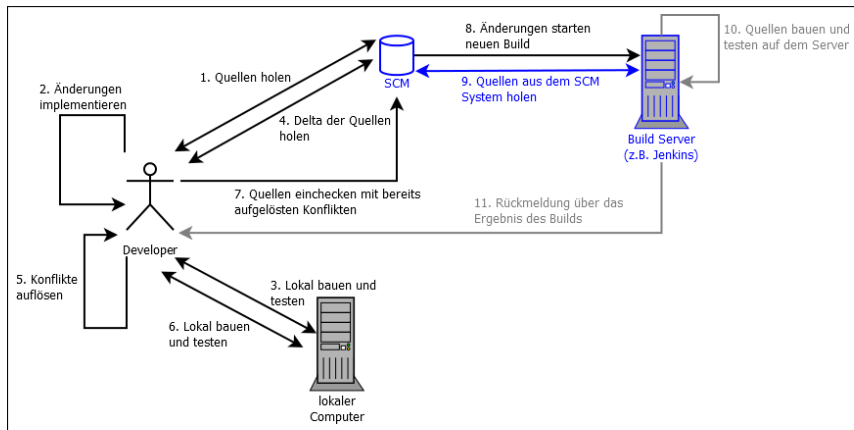 8. Änderungen starten
neuen Build
10. Quellen bauen und
testen auf dem Server
1. Quellen holen
SCM
9. Quellen aus dem SCM
System holen
2. Änderungen
implementieren
4. Delta der Quellen
holen
Build Server
(z.B. Jenkins)
7. Quellen einchecken mit bereits
aufgelösten Konflikten
11. Rückmeldung über das
Ergebnis des Builds
Developer
5. Konflikte
auflösen
3. Lokal bauen und
testen
6. Lokal bauen
und testen
lokaler
Computer